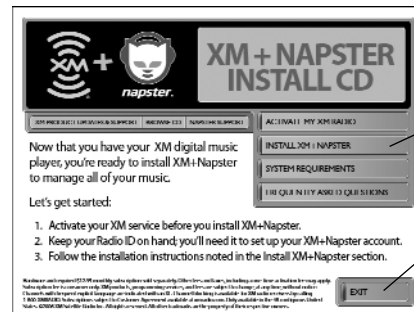 XM + NAPSTER
INSTALL CD
XM
napster.
XM PRODUCT UPDATES & SUPPORT
BROWSE CD
NAPSTER SUPPORT
ACTIVATE MY XM RADIO
INSTALL XM + NAPSTER
SYSTEM REQUIREMENTS
FREQUENTLY ASKED QUESTIONS
Now that you have your XM digital music
player, you're ready to install XM+Napster
to manage all of your music.
Let's get started:
1. Activate your XM service before you install XM+Napster.
2. Keep your Radio ID on hand; you'll need it to set up your XM+Napster account.
3. Follow the installation instructions noted in the Install XM+Napster section.
EXIT